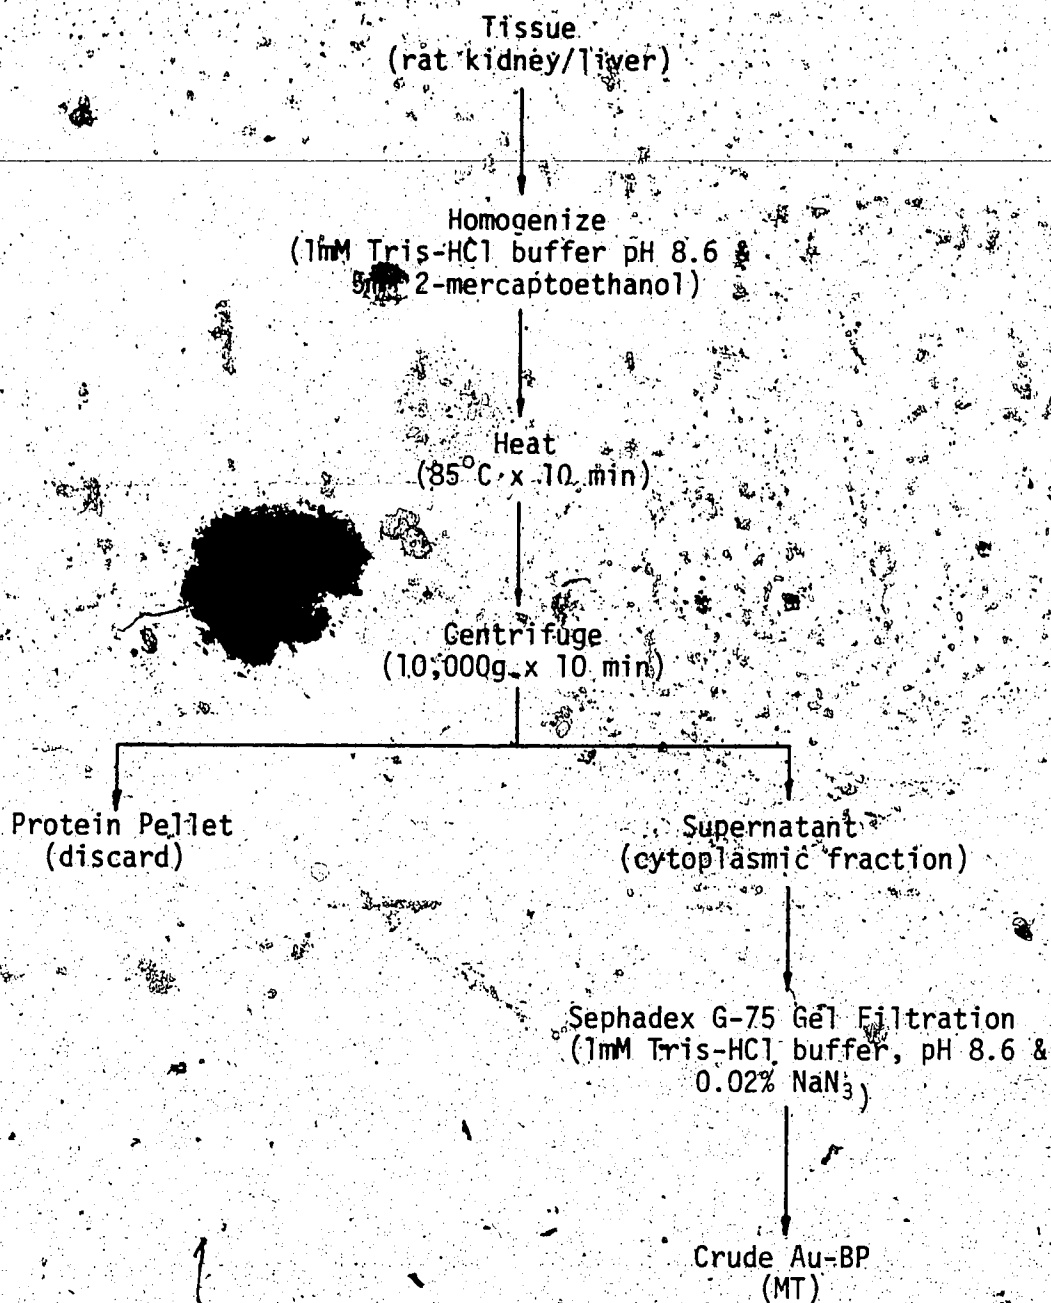 Tissue
(rat kidney/liver)
Homogenize
(1mM Tris-HCl buffer pH 8.6 &
2-mercaptoethanol)
Heat
(85°C x 10 min)
Centrifuge
(10,000g x 10 min)
Protein Pellet
(discard)
Supernatant
(cytoplasmic fraction)
Sephadex G-75 Gel Filtration
(1mM Tris-HCl buffer, pH 8.6 &
0.02% NaN₃)
Crude Au-BP
(MT)